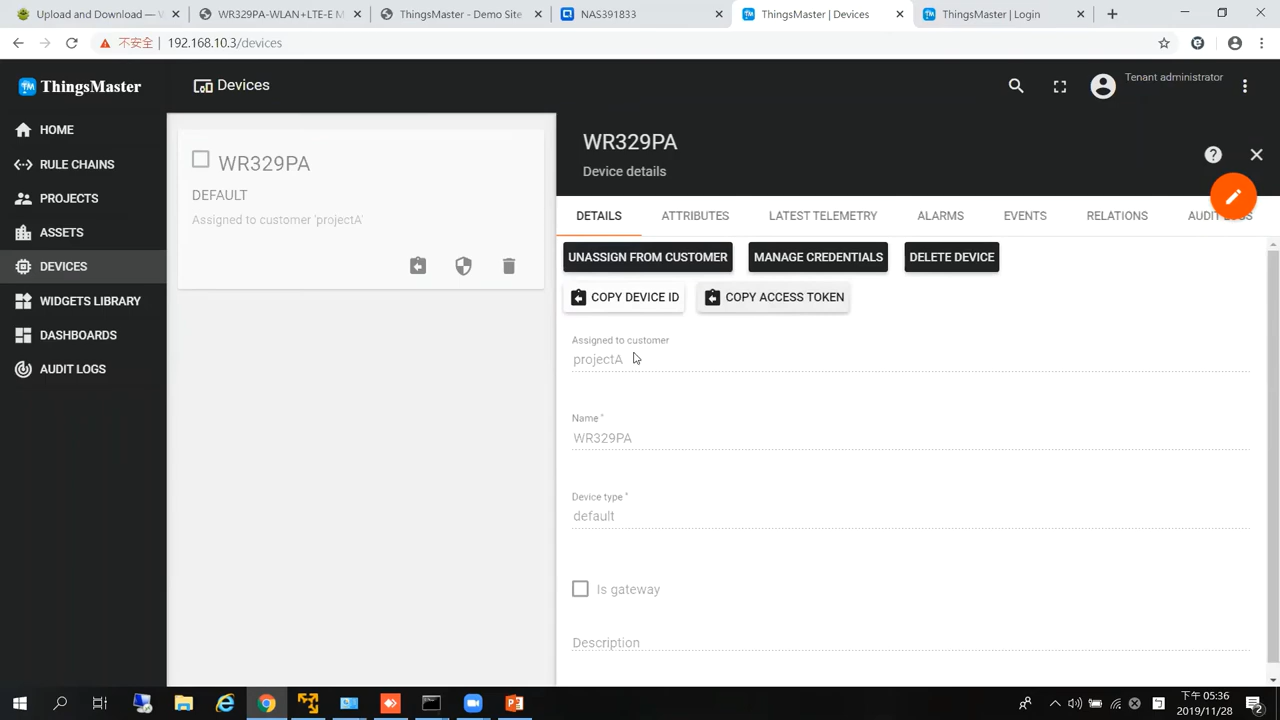 Upload and Download —
WR329PA-WLAN-LTE-E M
ThingsMaster - Demo Site
NAS391833
ThingsMaster | Devices
ThingsMaster | Login
不安全
192.168.10.3/devices
TM ThingsMaster
Devices
Tenant administrator
HOME
RULE CHAINS
PROJECTS
ASSETS
DEVICES
WIDGETS LIBRARY
DASHBOARDS
AUDIT LOGS
WR329PA
DEFAULT
Assigned to customer 'projectA'
WR329PA
Device details
DETAILS
ATTRIBUTES
LATEST TELEMETRY
ALARMS
EVENTS
RELATIONS
AUDIT LOGS
UNASSIGN FROM CUSTOMER
MANAGE CREDENTIALS
DELETE DEVICE
COPY DEVICE ID
COPY ACCESS TOKEN
Assigned to customer
projectA
Name *
WR329PA
Device type *
default
Is gateway
Description
下午 05:36
2019/11/28
2